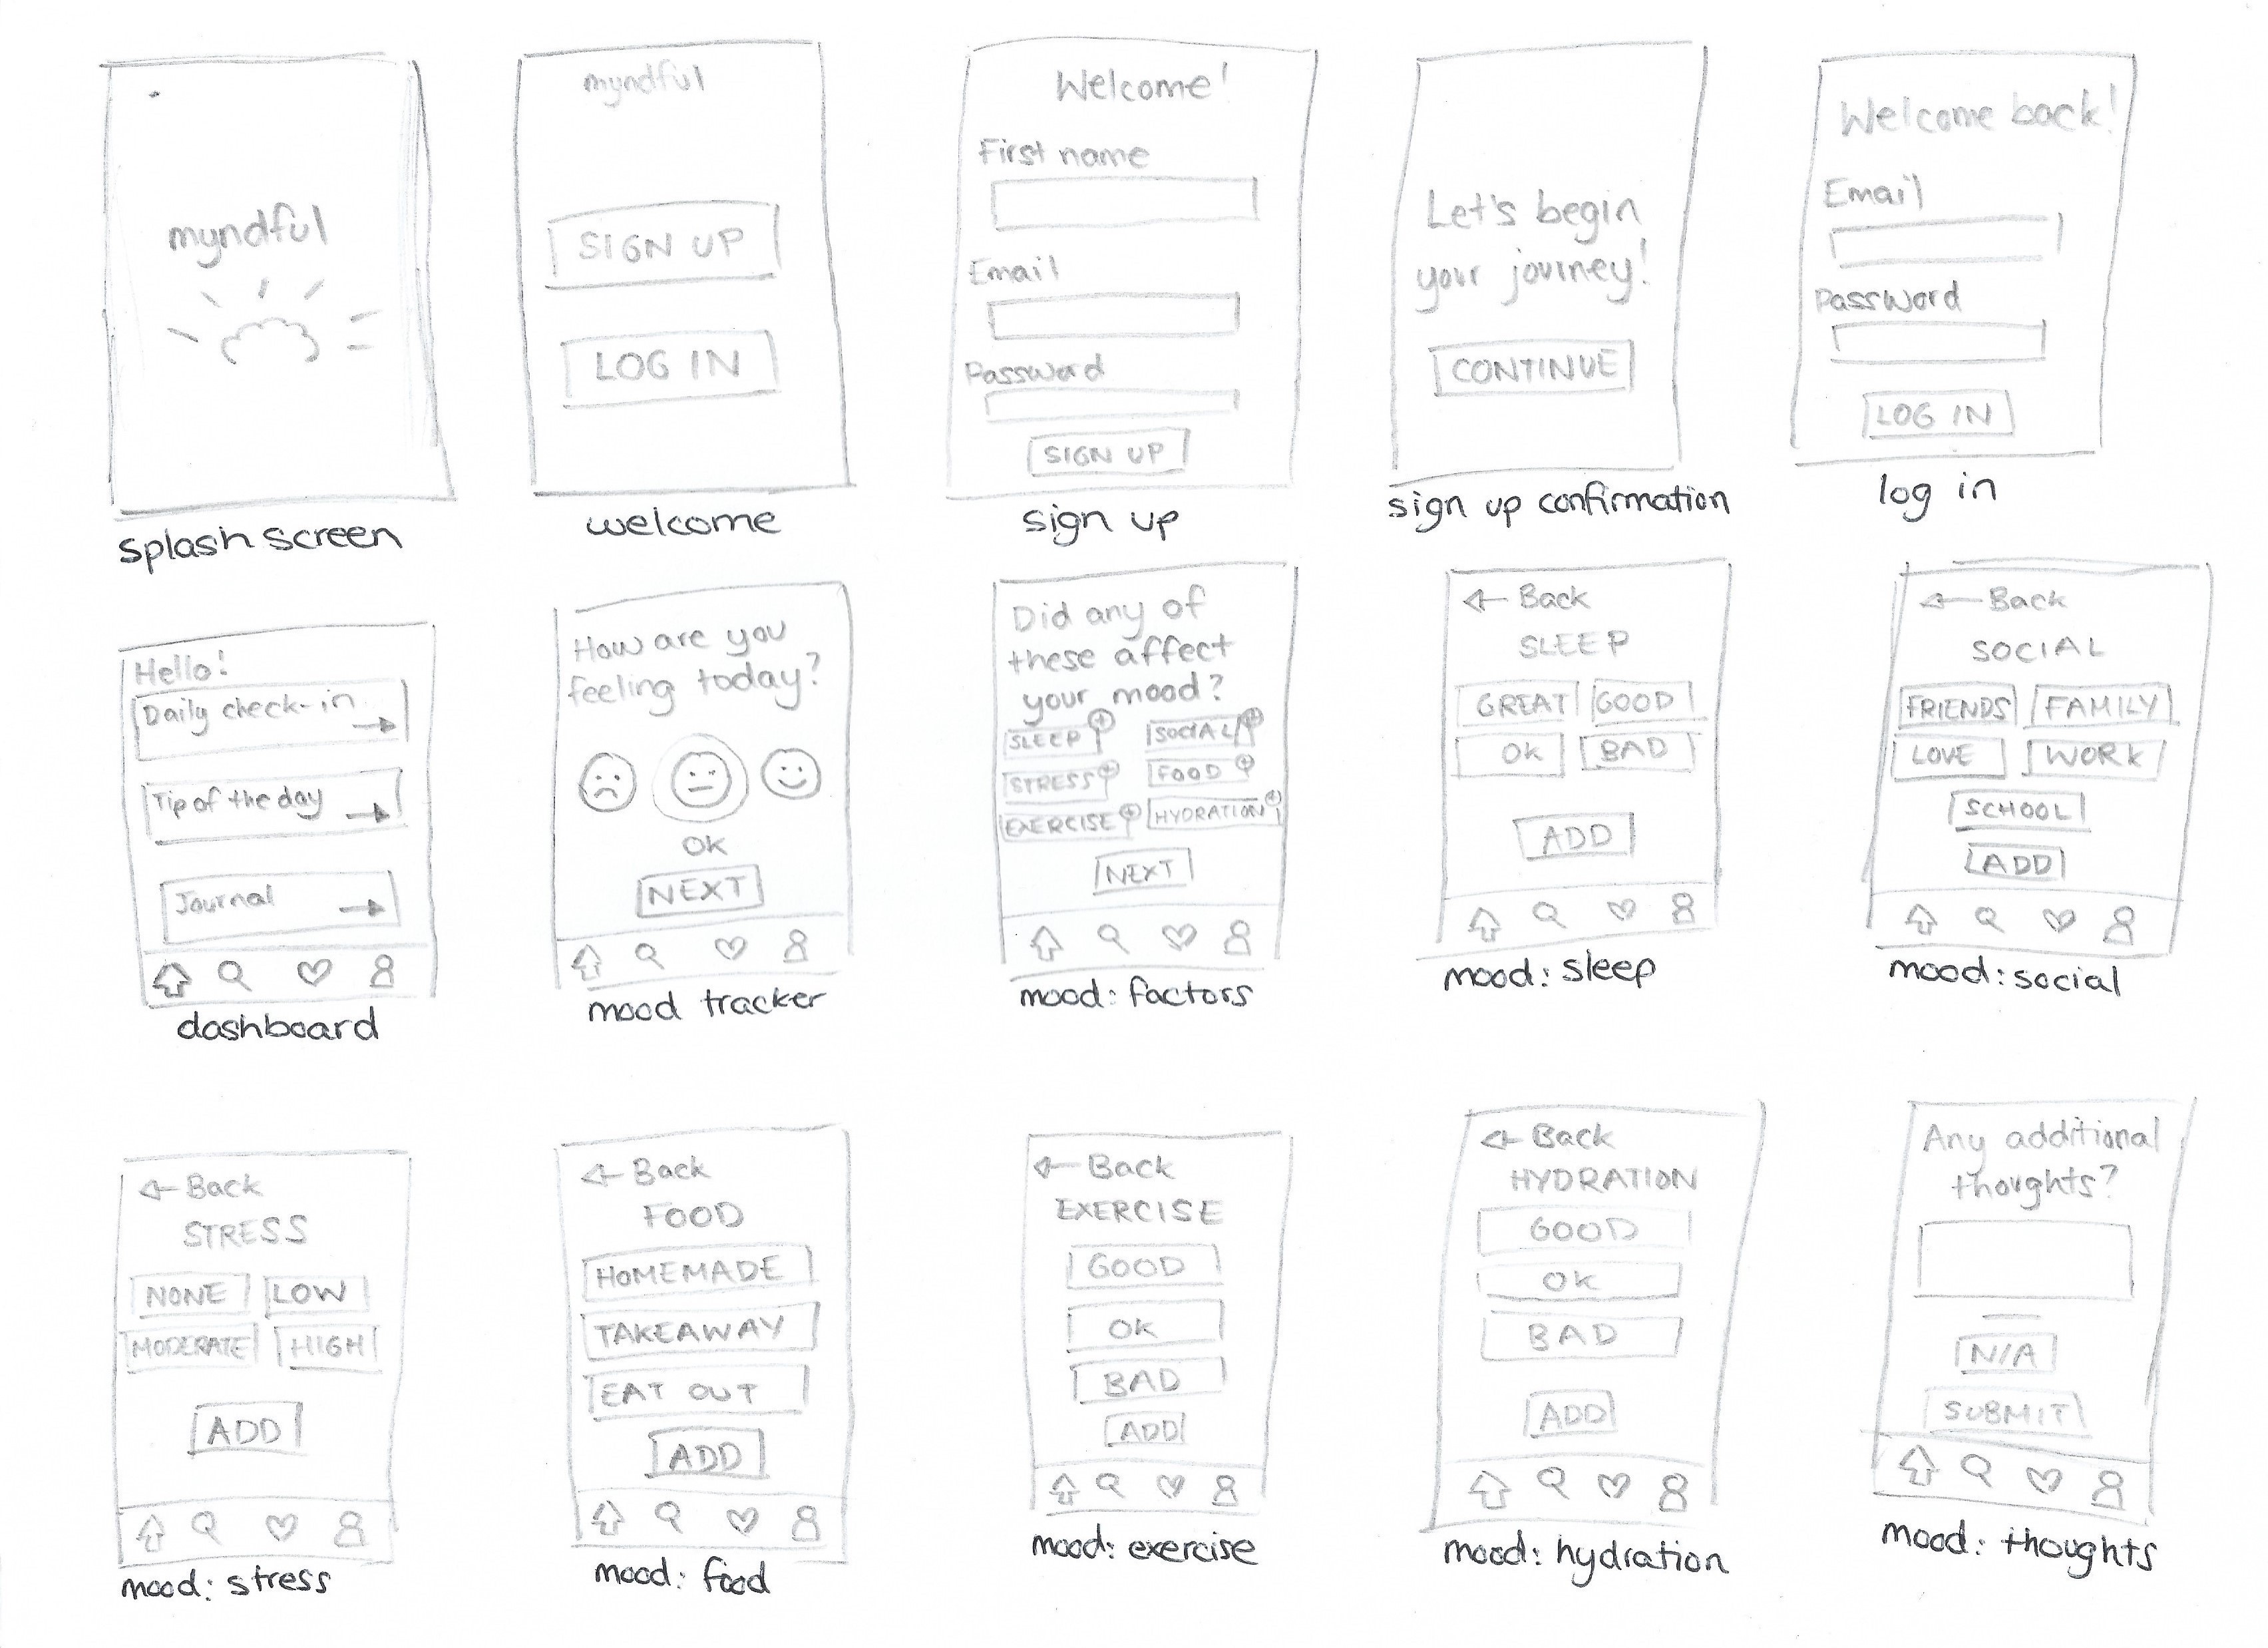 myndful
splash screen
myndful
SIGN UP
LOG IN
welcome
Welcome!
First name
Email
Password
SIGN UP
sign up
Let's begin
your journey!
CONTINUE
sign up confirmation
Welcome back!
Email
Password
LOG IN
log in
Hello!
Daily check-in
Tip of the day
Journal
dashboard
How are you
feeling today?
OK
NEXT
mood tracker
Did any of
these affect
your mood?
SLEEP SOCIAL
STRESS FOOD
EXERCISE HYDRATION
NEXT
mood: factors
Back
SLEEP
GREAT GOOD
OK BAD
ADD
mood: sleep
Back
SOCIAL
FRIENDS FAMILY
LOVE WORK
SCHOOL
ADD
mood: social
Back
STRESS
NONE LOW
MODERATE HIGH
ADD
mood: stress
Back
FOOD
HOMEMADE
TAKEAWAY
EAT OUT
ADD
mood: food
Back
EXERCISE
GOOD
OK
BAD
ADD
mood: exercise
Back
HYDRATION
GOOD
OK
BAD
ADD
mood: hydration
Any additional
thoughts?
N/A
SUBMIT
mood: thoughts